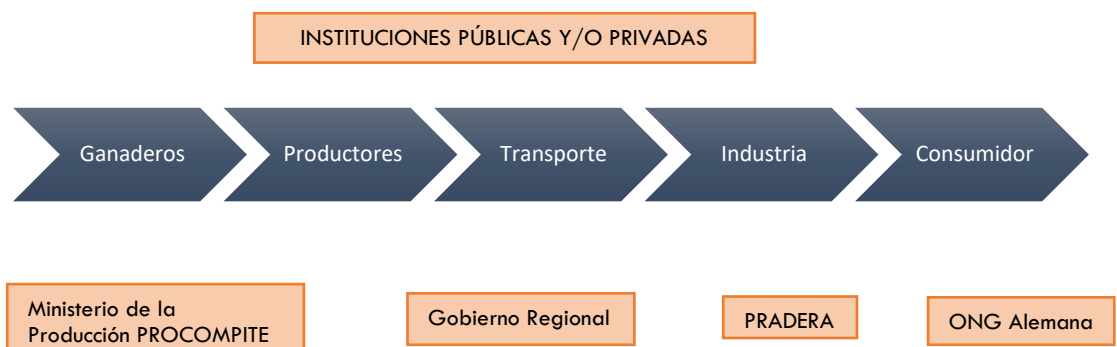 INSTITUCIONES PÚBLICAS Y/O PRIVADAS
Ganaderos
Productores
Transporte
Industria
Consumidor
Ministerio de la
Producción PROCOMPITE
Gobierno Regional
PRADERA
ONG Alemana